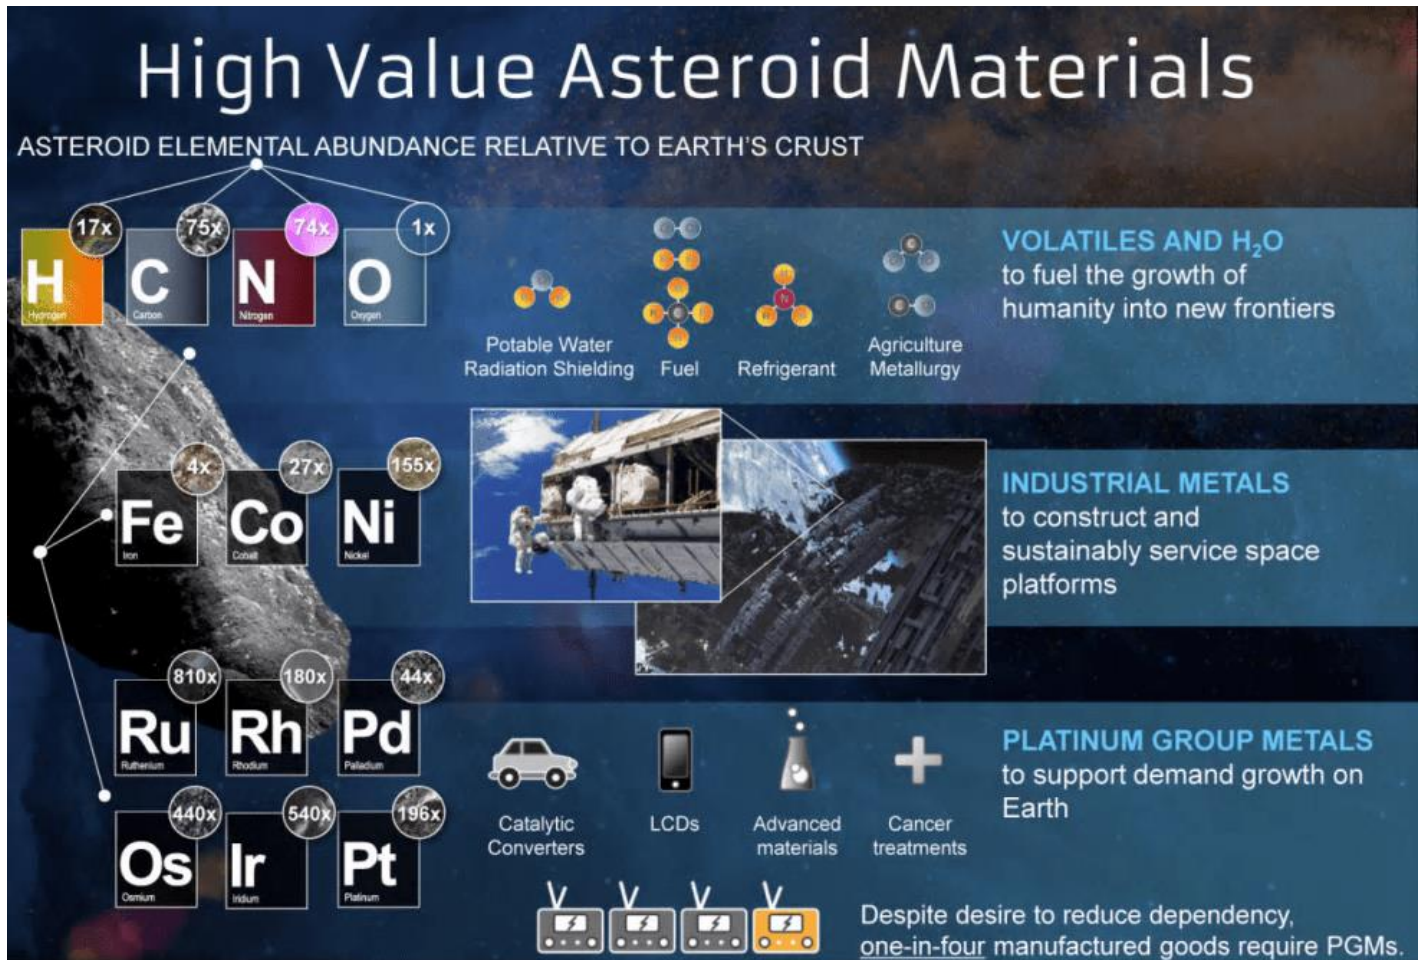 High Value Asteroid Materials
ASTEROID ELEMENTAL ABUNDANCE RELATIVE TO EARTH'S CRUST
17x
75x
74x
1x
H
C
N
O
Hydrogen
Carbon
Nitrogen
Oxygen
Potable Water
Radiation Shielding
Fuel
Refrigerant
Agriculture
Metallurgy
VOLATILES AND H₂O
to fuel the growth of
humanity into new frontiers
4x
27x
155x
Fe
Co
Ni
Iron
Cobalt
Nickel
INDUSTRIAL METALS
to construct and
sustainably service space
platforms
810x
180x
44x
Ru
Rh
Pd
Ruthenium
Rhodium
Palladium
440x
540x
196x
Os
Ir
Pt
Osmium
Iridium
Platinum
Catalytic
Converters
LCDs
Advanced
materials
Cancer
treatments
PLATINUM GROUP METALS
to support demand growth on
Earth
Despite desire to reduce dependency,
one-in-four manufactured goods require PGMs.